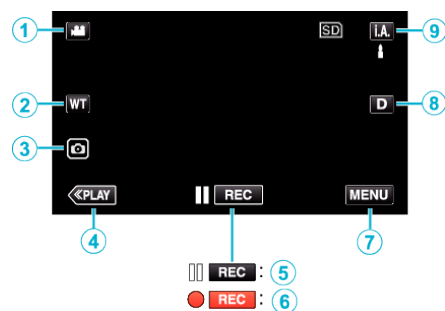 1 SD i.A. 9
2 WT D 8
3
«PLAY REC MENU
4 7
REC : 5
REC : 6